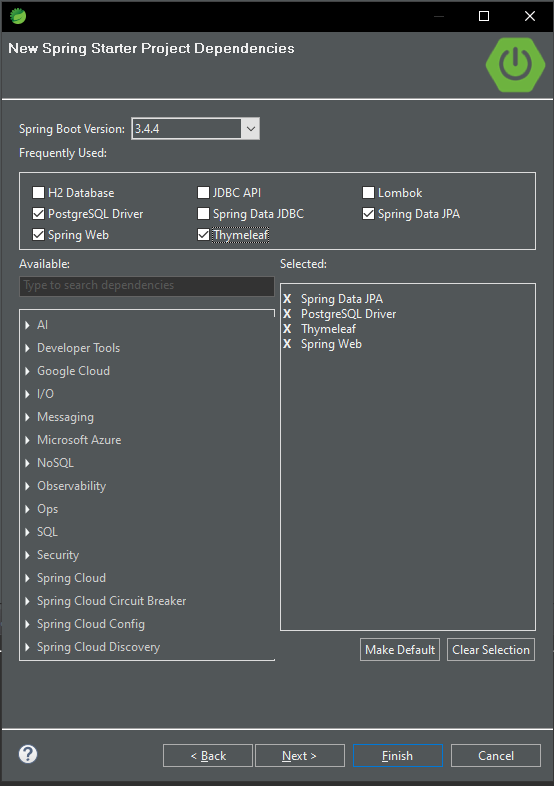 New Spring Starter Project Dependencies
Spring Boot Version: 3.4.4
Frequently Used:
H2 Database JDBC API Lombok
PostgreSQL Driver Spring Data JDBC Spring Data JPA
Spring Web Thymeleaf
Available: Selected:
Type to search dependencies
X Spring Data JPA
X PostgreSQL Driver
X Thymeleaf
X Spring Web
AI
Developer Tools
Google Cloud
I/O
Messaging
Microsoft Azure
NoSQL
Observability
Ops
SQL
Security
Spring Cloud
Spring Cloud Circuit Breaker
Spring Cloud Config
Spring Cloud Discovery
Make Default Clear Selection
? < Back Next > Finish Cancel